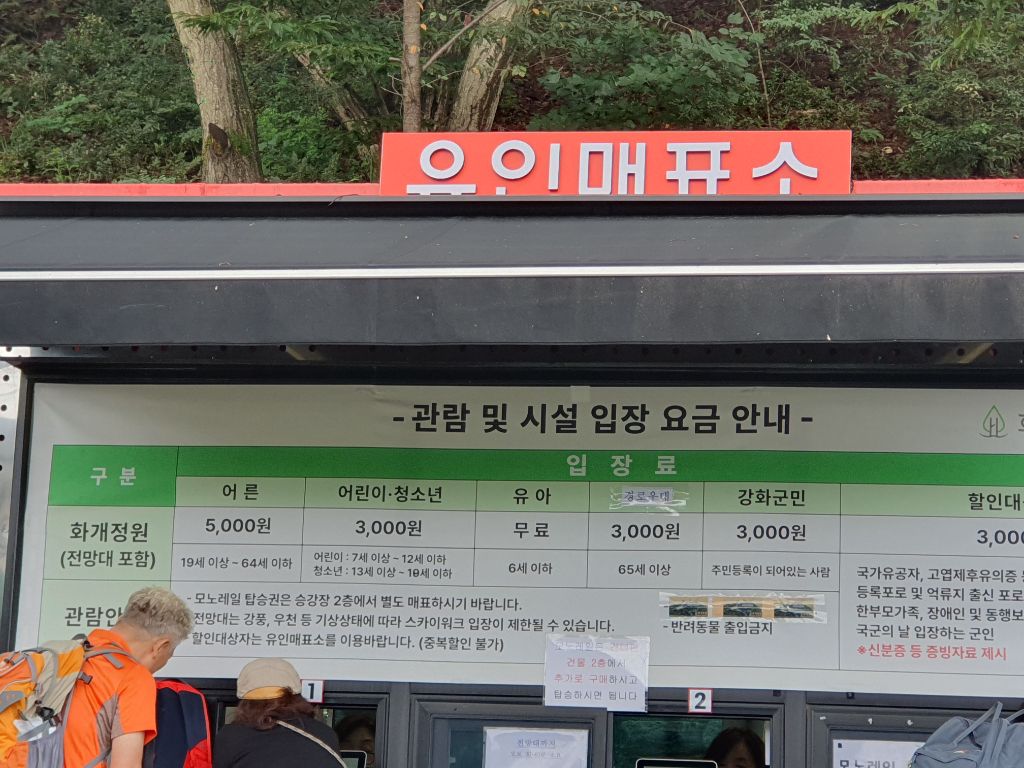 유인매표소
- 관람 및 시설 입장 요금 안내 -
구 분
입 장 료
어 른
어린이·청소년
유 아
경로우대
강화군민
할인대
화개정원
(전망대 포함)
5,000원
3,000원
무 료
3,000원
3,000원
3,000
19세 이상 ~ 64세 이하
어린이 : 7세 이상 ~ 12세 이하
청소년 : 13세 이상 ~ 18세 이하
6세 이하
65세 이상
주민등록이 되어있는 사람
국가유공자, 고엽제후유의증
등록포로 및 억류지 출신 포로
한부모가족, 장애인 및 동행보
국군의 날 입장하는 군인
※신분증 등 증빙자료 제시
관람안
- 모노레일 탑승권은 승강장 2층에서 별도 매표하시기 바랍니다.
전망대는 강풍, 우천 등 기상상태에 따라 스카이워크 입장이 제한될 수 있습니다.
할인대상자는 유인매표소를 이용바랍니다. (중복할인 불가)
- 반려동물 출입금지
건물 2층에서
추가로 구매하시고
탑승하시면 됩니다
1
2
모노레일